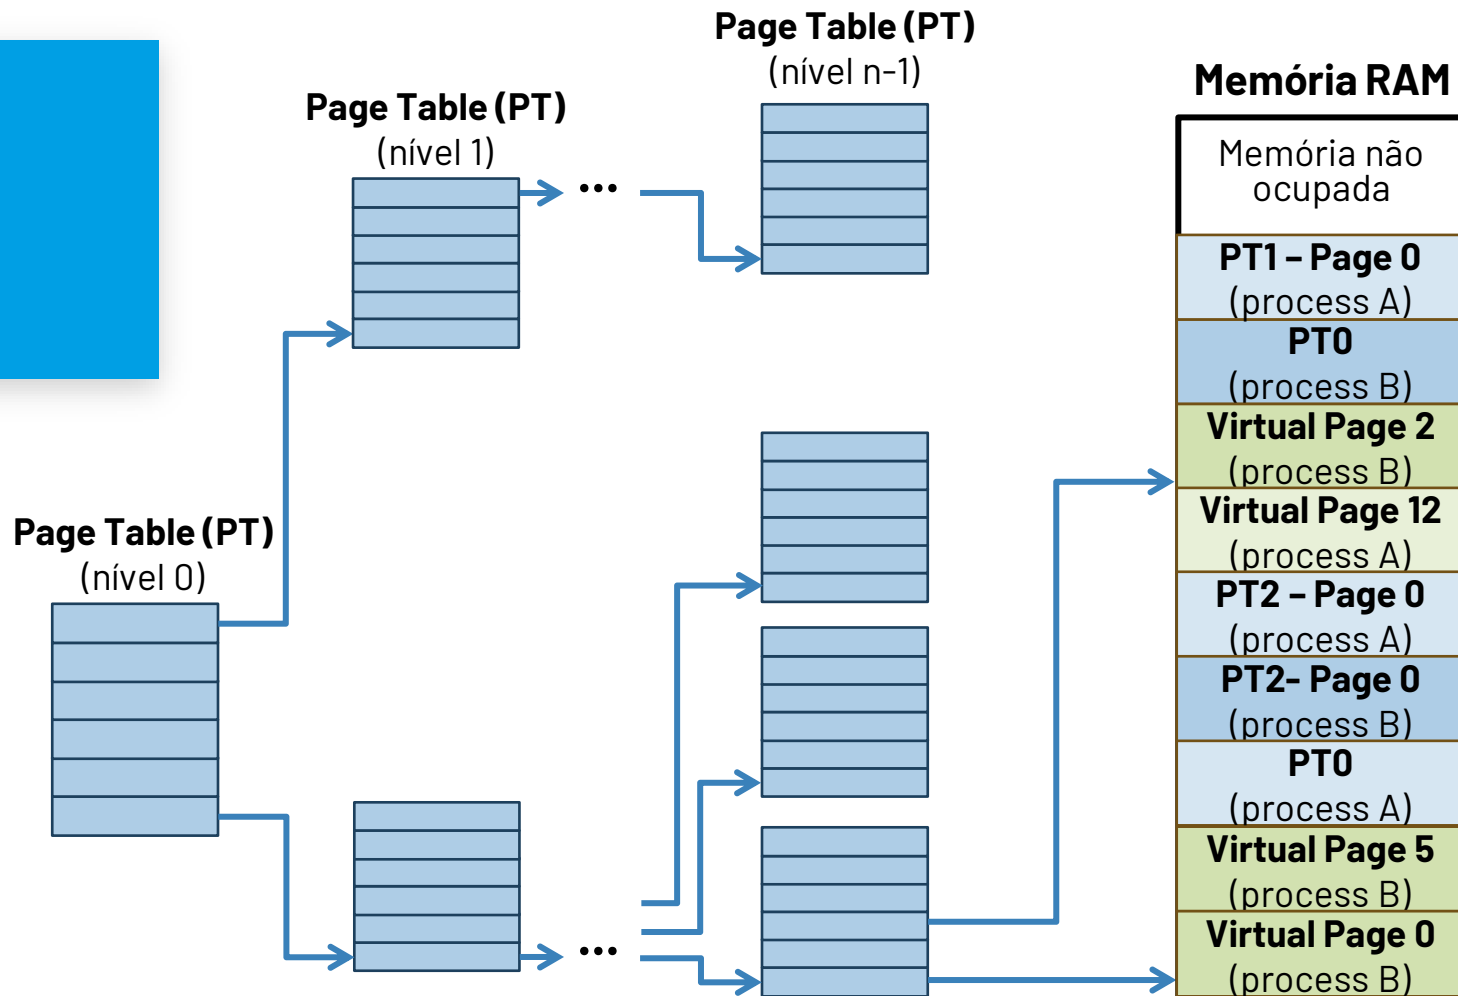 Page Table (PT)
(nível n-1)
Page Table (PT)
(nível 1)
...
Page Table (PT)
(nível 0)
...
Memória RAM
Memória não
ocupada
PT1 – Page 0
(process A)
PT0
(process B)
Virtual Page 2
(process B)
Virtual Page 12
(process A)
PT2 – Page 0
(process A)
PT2- Page 0
(process B)
PT0
(process A)
Virtual Page 5
(process B)
Virtual Page 0
(process B)